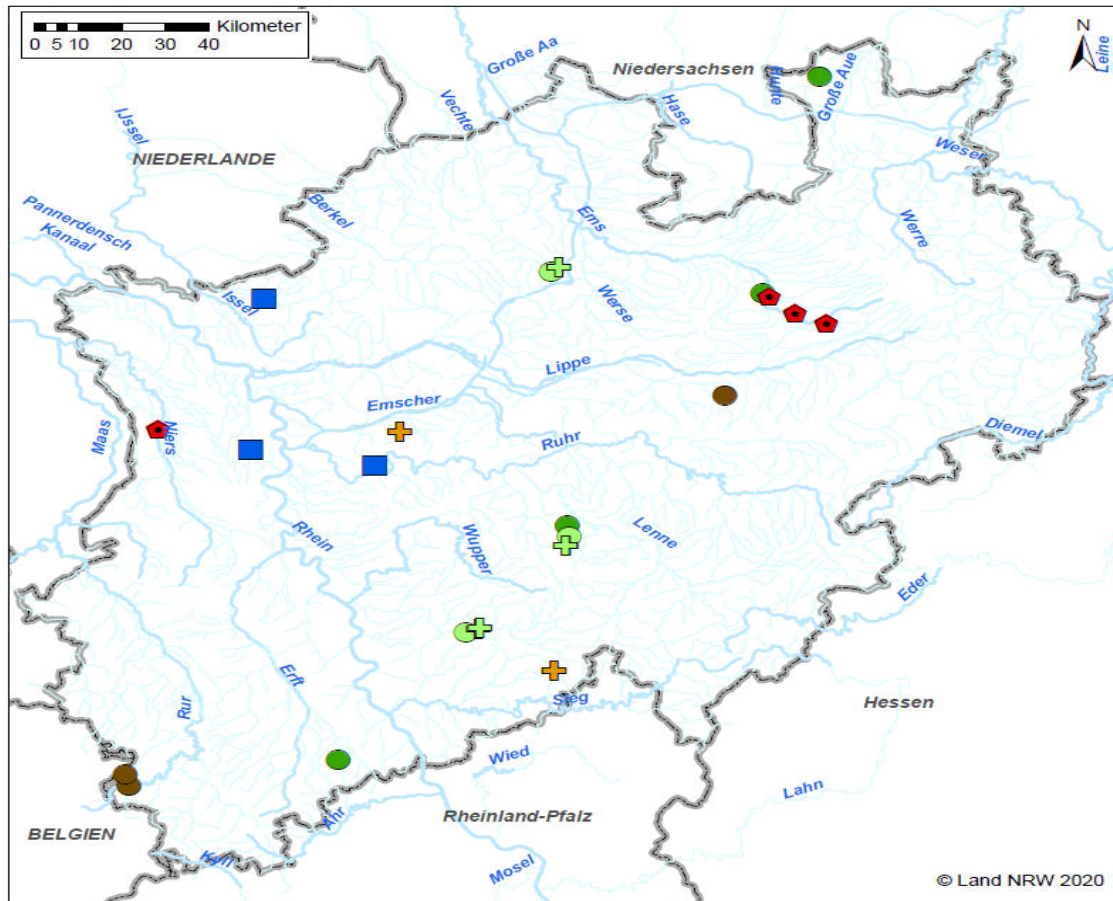 Kilometer
0 5 10 20 30 40
N
Große Aa
Niedersachsen
Hunte
Große Aue
Leine
Vechte
Hase
IJssel
NIEDERLANDE
Weser
Berkel
Pannerdensch
Kanaal
Ems
Werre
Issel
Werse
Lippe
Emscher
Maas
Niers
Ruhr
Diemel
Rhein
Wupper
Lenne
Eder
Erft
Rur
Sieg
Hessen
Wied
Lahn
Rheinland-Pfalz
BELGIEN
Ahr
Kyll
Mosel
© Land NRW 2020